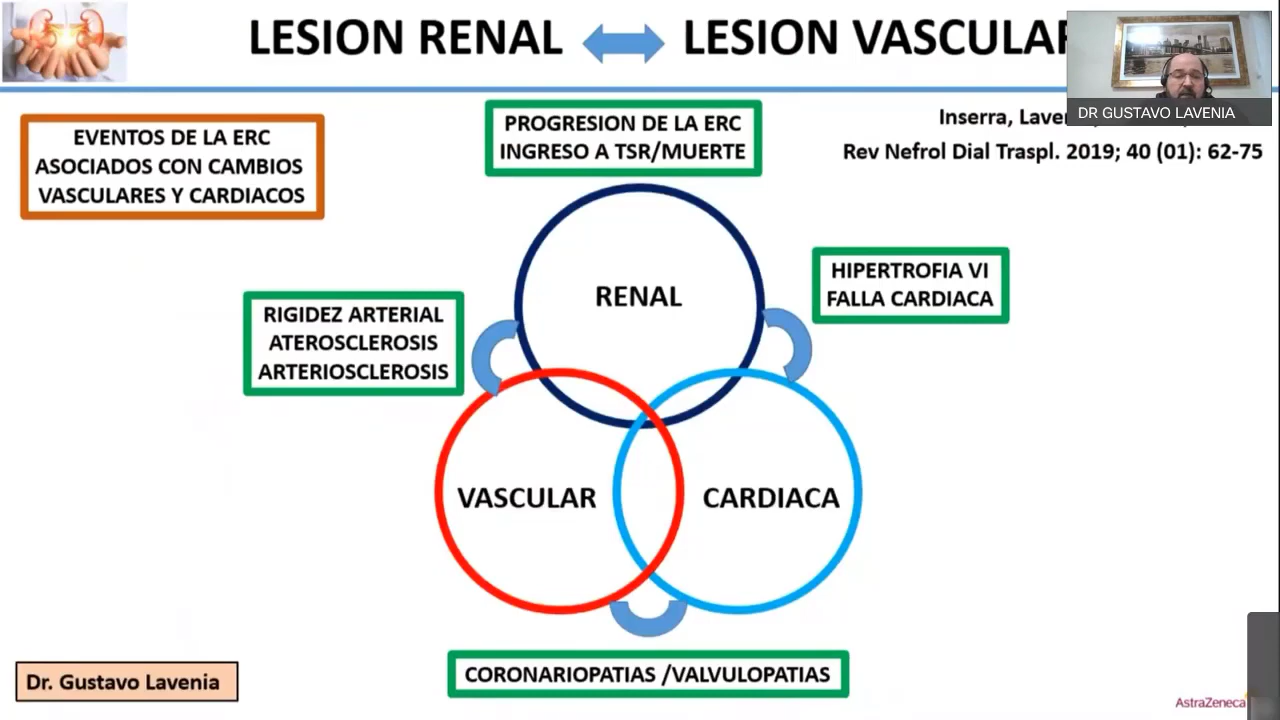 LESION RENAL LESION VASCULAR
DR GUSTAVO LAVENIA
EVENTOS DE LA ERC
ASOCIADOS CON CAMBIOS
VASCULARES Y CARDIACOS
PROGRESION DE LA ERC
INGRESO A TSR/MUERTE
Inserra,
Rev Nefrol Dial Traspl. 2019; 40 (01): 62-75
HIPERTROFIA VI
FALLA CARDIACA
RIGIDEZ ARTERIAL
ATEROSCLEROSIS
ARTERIOSCLEROSIS
RENAL
VASCULAR
CARDIACA
CORONARIOPATIAS /VALVULOPATIAS
Dr. Gustavo Lavenia
AstraZeneca